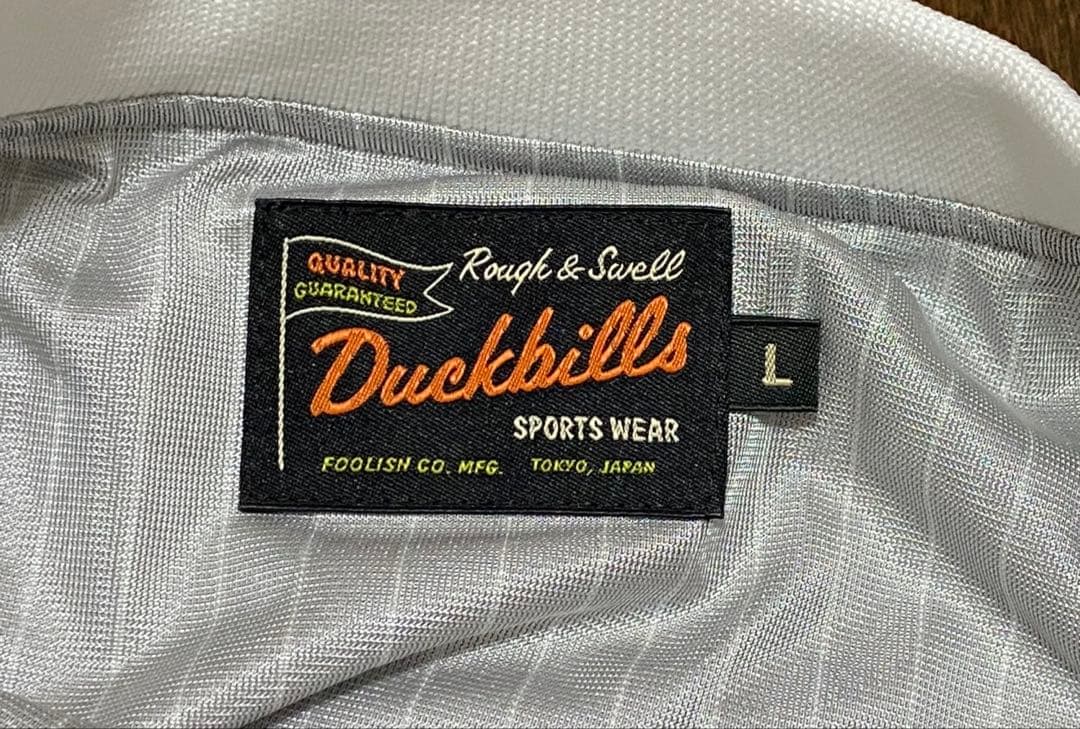 QUALITY
GUARANTEED
Rough & Swell
Duckbills
SPORTS WEAR
FOOLISH CO. MFG. TOKYO, JAPAN
L